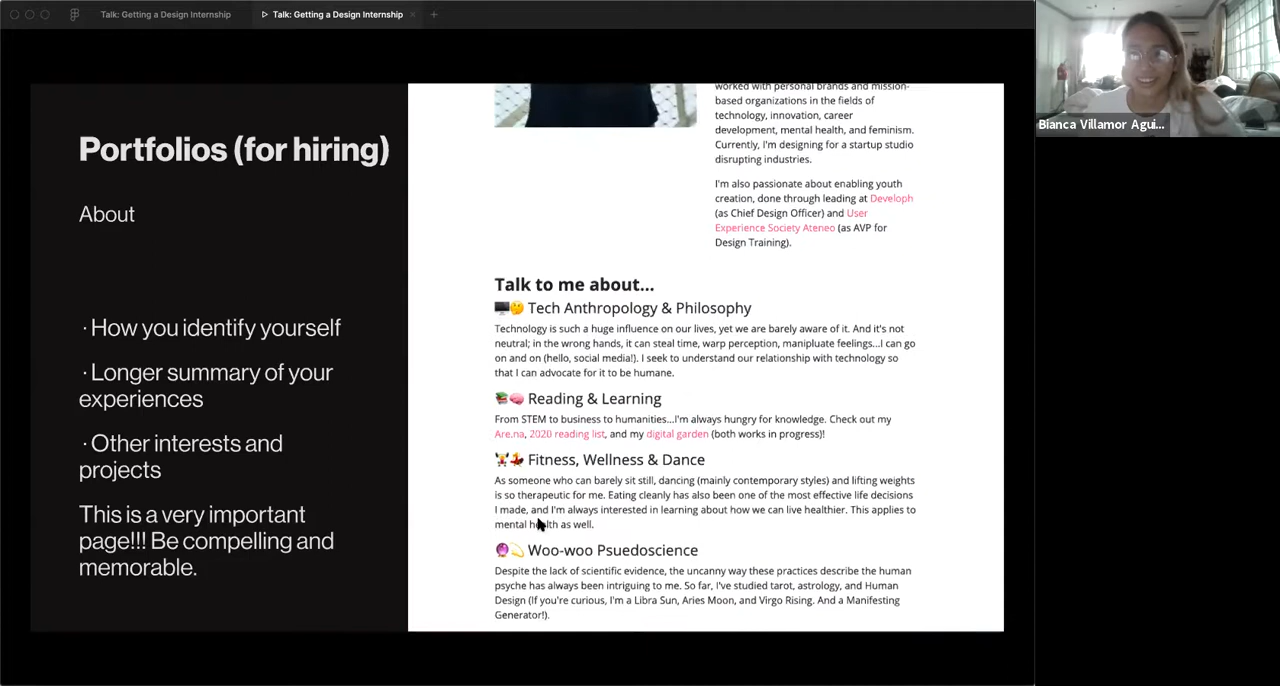 Talk: Getting a Design Internship
Talk: Getting a Design Internship
Portfolios (for hiring)
About
· How you identify yourself
· Longer summary of your
experiences
· Other interests and
projects
This is a very important
page!!! Be compelling and
memorable.
worked with personal brands and mission-
based organizations in the fields of
technology, innovation, career
development, mental health, and feminism.
Currently, I'm designing for a startup studio
disrupting industries.
I'm also passionate about enabling youth
creation, done through leading at Developh
(as Chief Design Officer) and User
Experience Society Ateneo (as AVP for
Design Training).
Talk to me about...
Tech Anthropology & Philosophy
Technology is such a huge influence on our lives, yet we are barely aware of it. And it's not
neutral; in the wrong hands, it can steal time, warp perception, manipluate feelings...I can go
on and on (hello, social media!). I seek to understand our relationship with technology so
that I can advocate for it to be humane.
Reading & Learning
From STEM to business to humanities...I'm always hungry for knowledge. Check out my
Are.na, 2020 reading list, and my digital garden (both works in progress)!
Fitness, Wellness & Dance
As someone who can barely sit still, dancing (mainly contemporary styles) and lifting weights
is so therapeutic for me. Eating cleanly has also been one of the most effective life decisions
I made, and I'm always interested in learning about how we can live healthier. This applies to
mental health as well.
Woo-woo Psuedoscience
Despite the lack of scientific evidence, the uncanny way these practices describe the human
psyche has always been intriguing to me. So far, I've studied tarot, astrology, and Human
Design (If you're curious, I'm a Libra Sun, Aries Moon, and Virgo Rising. And a Manifesting
Generator!).
Bianca Villamor Agui...